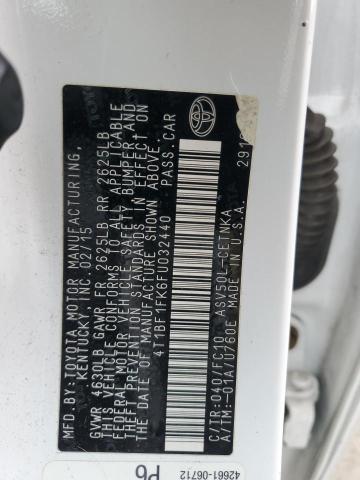 MFD. BY: TOYOTA MOTOR MANUFACTURING,
KENTUCKY, INC. 02/15
GVWR 4630LB GAWR FR 2625LB RR 2625LB
THIS VEHICLE CONFORMS TO ALL APPLICABLE
FEDERAL MOTOR VEHICLE SAFETY, BUMPER, AND
THEFT PREVENTION STANDARDS IN EFFECT ON
THE DATE OF MANUFACTURE SHOWN ABOVE.
4T1BF1FK6FU032440 PASS.CAR
C/TR:040/FC10 ASV50L-CETNKA
A/TM:-01A/U760E MADE IN U.S.A. 291
42661-06712
P6